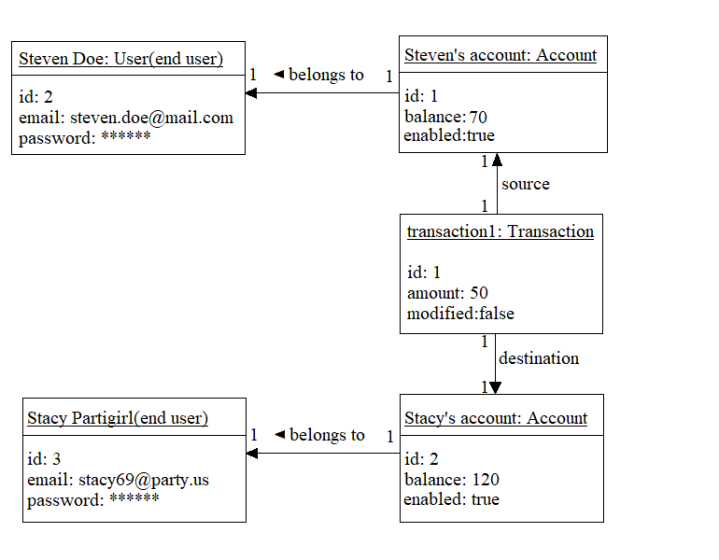 Steven Doe: User(end user)
id: 2
email: steven.doe@mail.com
password: ******
1 ◄ belongs to 1
Steven's account: Account
id: 1
balance: 70
enabled:true
1
source
1
transaction1: Transaction
id: 1
amount: 50
modified:false
1
destination
1
Stacy Partigirl(end user)
id: 3
email: stacy69@party.us
password: ******
1 ◄ belongs to 1
Stacy's account: Account
id: 2
balance: 120
enabled: true